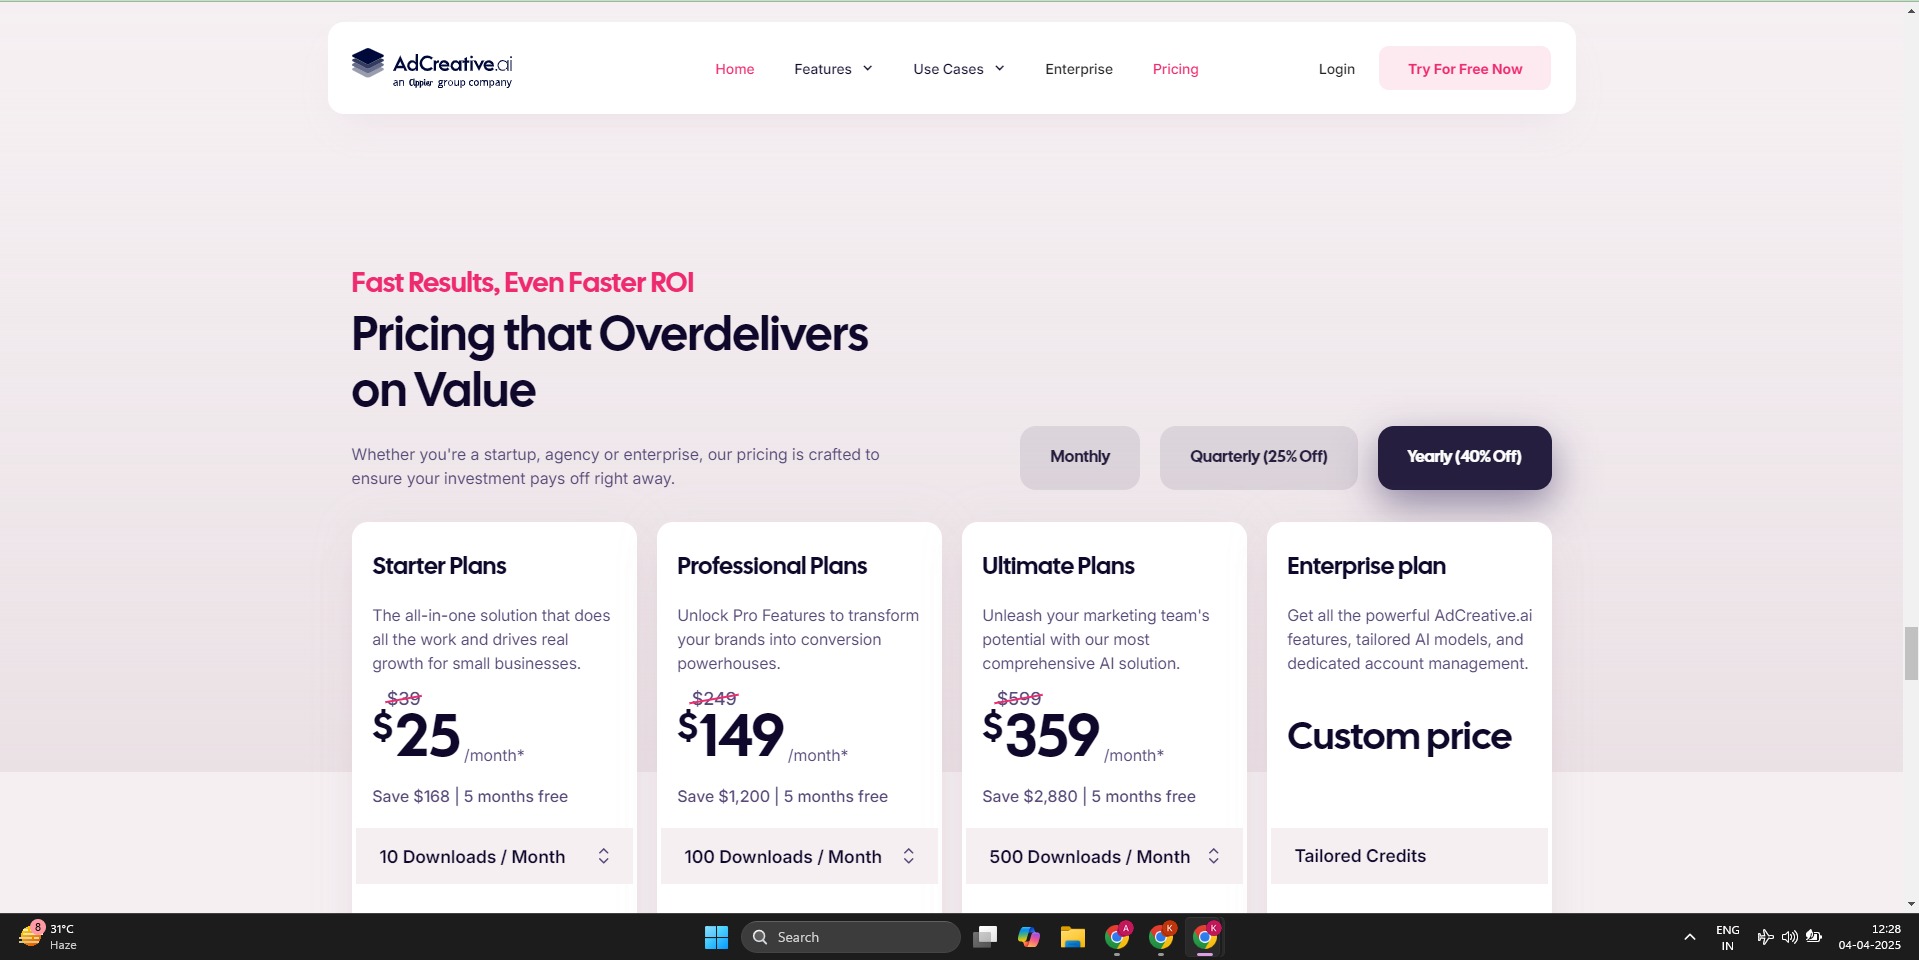 AdCreative.ai
an Appier group company
Home
Features
Use Cases
Enterprise
Pricing
Login
Try For Free Now
Fast Results, Even Faster ROI
Pricing that Overdelivers
on Value
Whether you're a startup, agency or enterprise, our pricing is crafted to
ensure your investment pays off right away.
Monthly
Quarterly (25% Off)
Yearly (40% Off)
Starter Plans
The all-in-one solution that does
all the work and drives real
growth for small businesses.
$39
$25 /month*
Save $168 | 5 months free
10 Downloads / Month
Professional Plans
Unlock Pro Features to transform
your brands into conversion
powerhouses.
$249
$149 /month*
Save $1,200 | 5 months free
100 Downloads / Month
Ultimate Plans
Unleash your marketing team's
potential with our most
comprehensive AI solution.
$599
$359 /month*
Save $2,880 | 5 months free
500 Downloads / Month
Enterprise plan
Get all the powerful AdCreative.ai
features, tailored AI models, and
dedicated account management.
Custom price
Tailored Credits
8
31°C
Haze
Search
A
K
K
ENG
IN
12:28
04-04-2025